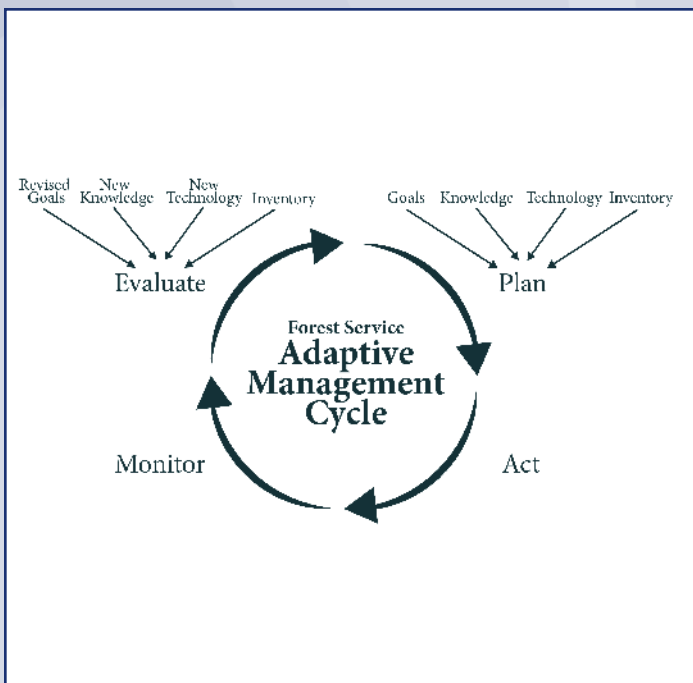 Revised Goals
New Knowledge
New Technology
Inventory
Goals
Knowledge
Technology
Inventory
Evaluate
Plan
Forest Service
Adaptive
Management
Cycle
Monitor
Act